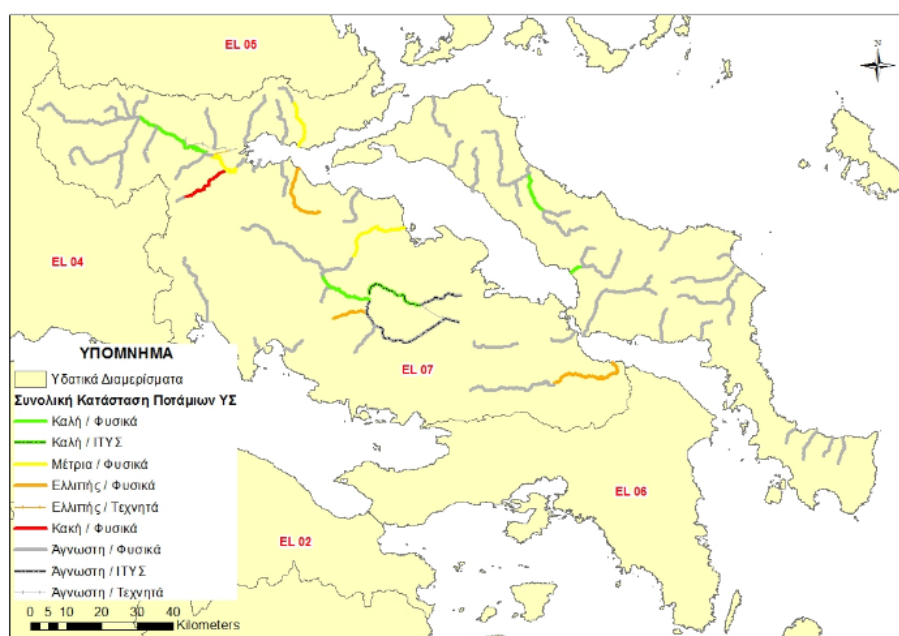 EL 05
N
EL 04
EL 07
EL 06
EL 02
ΥΠΟΜΝΗΜΑ
Υδατικά Διαμερίσματα
Συνολική Κατάσταση Ποτάμιων ΥΣ
Καλή / Φυσικά
Καλή / ΙΤΥΣ
Μέτρια / Φυσικά
Ελλιπής / Φυσικά
Ελλιπής / Τεχνητά
Κακή / Φυσικά
Άγνωστη / Φυσικά
Άγνωστη / ΙΤΥΣ
Άγνωστη / Τεχνητά
0 5 10 20 30 40
Kilometers